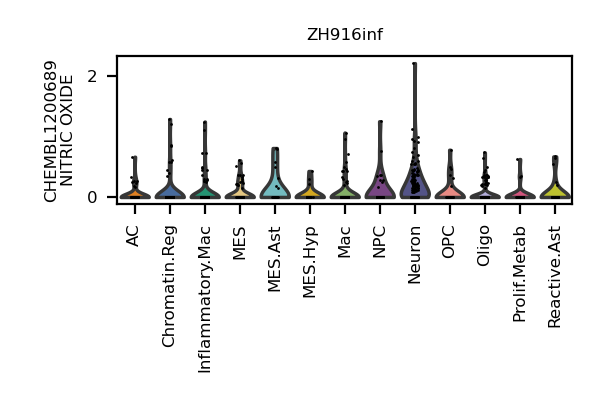 ZH916inf
CHEMBL1200689
NITRIC OXIDE
2
0
AC
Chromatin.Reg
Inflammatory.Mac
MES
MES.Ast
MES.Hyp
Mac
NPC
Neuron
OPC
Oligo
Prolif.Metab
Reactive.Ast